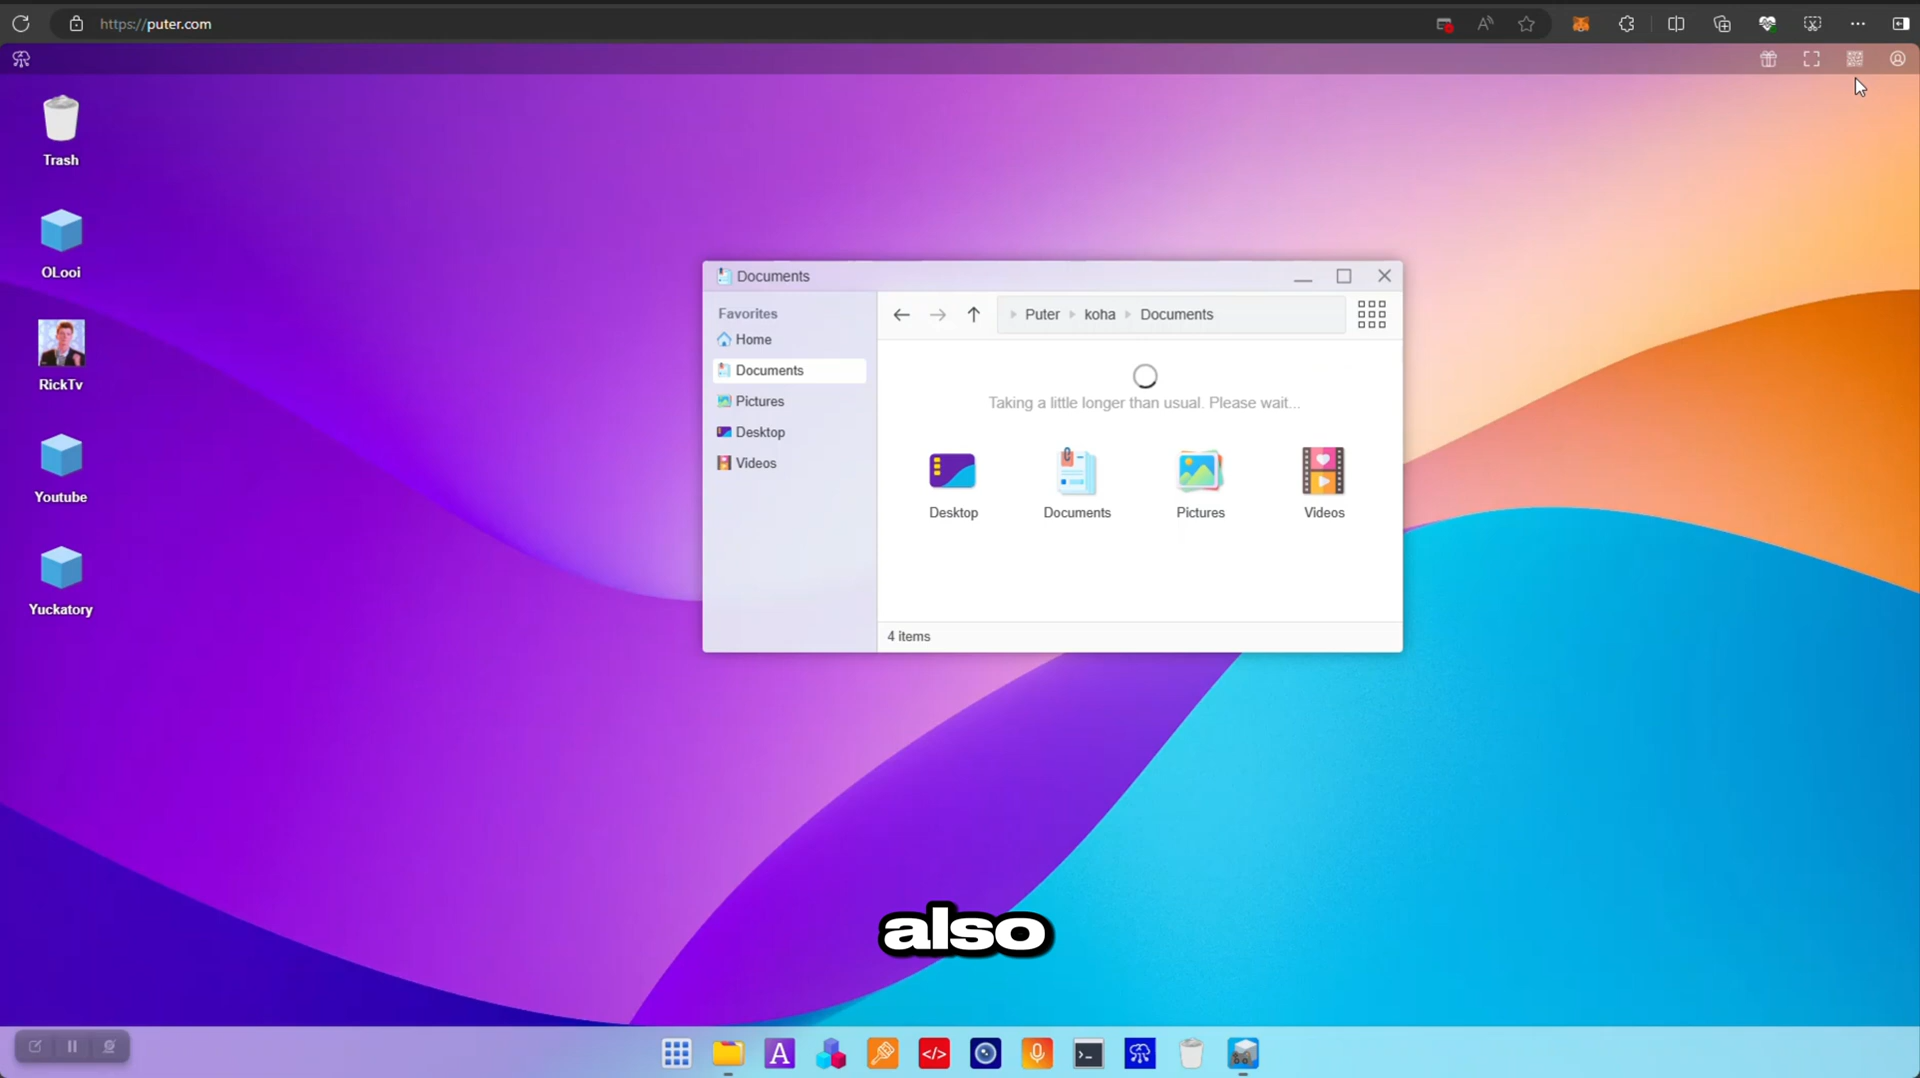 https://puter.com
Trash
OLooi
RickTv
Youtube
Yuckatory
Documents
Favorites
Home
Documents
Pictures
Desktop
Videos
Puter koha Documents
Taking a little longer than usual. Please wait...
Desktop Documents Pictures Videos
4 items
also
A